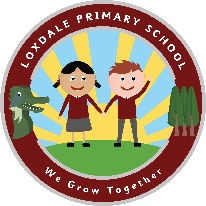 LOXDALE PRIMARY SCHOOL
We Grow Together